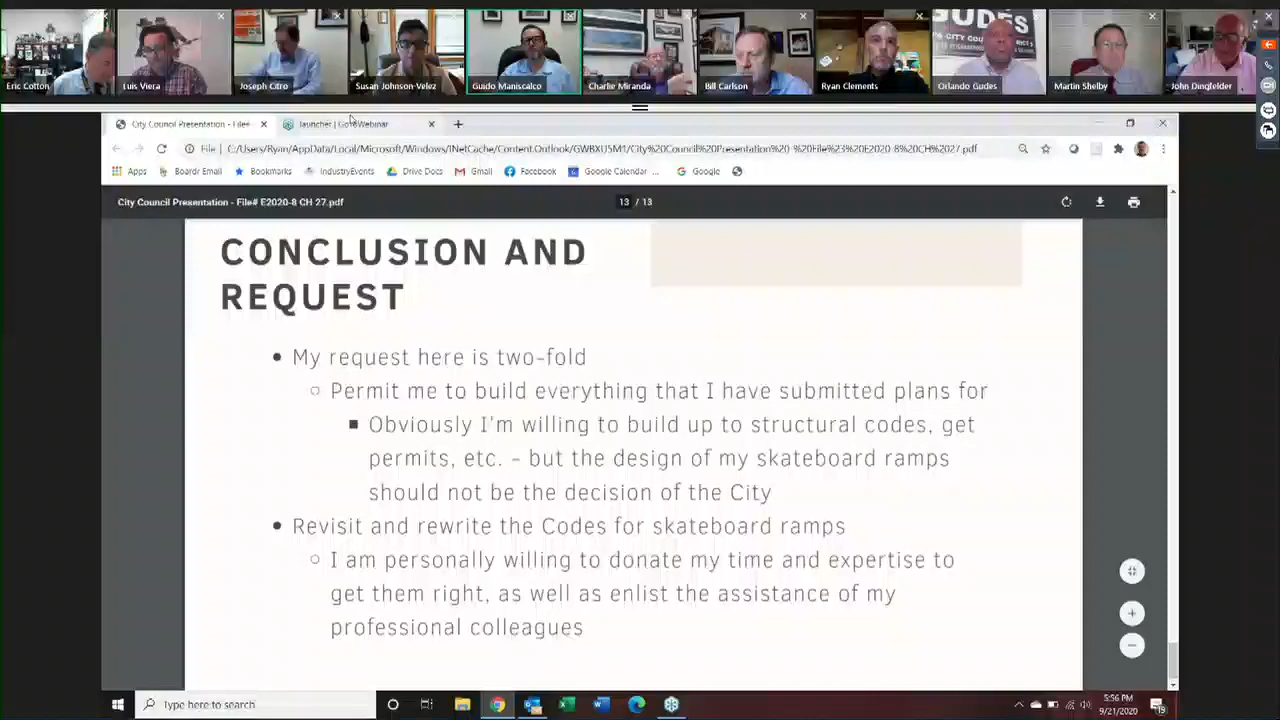 GUDES
CITY COUNCIL
Eric Cotton
Luis Viera
Joseph Citro
Susan Johnson-Velez
Guido Maniscalco
Charlie Miranda
Bill Carlson
Ryan Clements
Orlando Gudes
Martin Shelby
John Dingfelder
City Council Presentation - File#
launcher | GoToWebinar
File | C:/Users/Ryan/AppData/Local/Microsoft/Windows/INetCache/Content.Outlook/GWBXU5M1/City%20Council%20Presentation%20-%20File%23%20E2020-8%20CH%2027.pdf
Apps Boardr Email Bookmarks IndustryEvents Drive Docs Gmail Facebook Google Calendar ... Google
City Council Presentation - File# E2020-8 CH 27.pdf 13 / 13
CONCLUSION AND
REQUEST
• My request here is two-fold
○ Permit me to build everything that I have submitted plans for
■ Obviously I'm willing to build up to structural codes, get
permits, etc. - but the design of my skateboard ramps
should not be the decision of the City
• Revisit and rewrite the Codes for skateboard ramps
○ I am personally willing to donate my time and expertise to
get them right, as well as enlist the assistance of my
professional colleagues
Type here to search
5:56 PM
9/21/2020
19